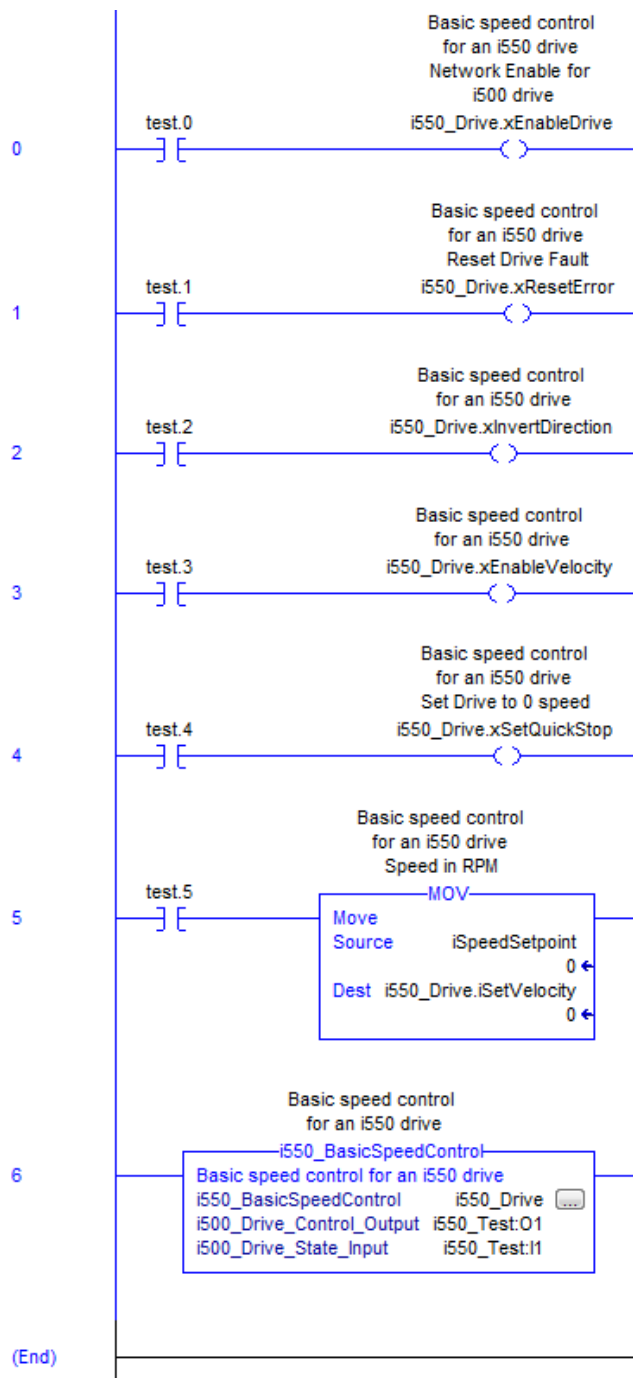 Basic speed control
for an i550 drive
Network Enable for
i500 drive
test.0 i550_Drive.xEnableDrive
0
Basic speed control
for an i550 drive
Reset Drive Fault
test.1 i550_Drive.xResetError
1
Basic speed control
for an i550 drive
test.2 i550_Drive.xInvertDirection
2
Basic speed control
for an i550 drive
test.3 i550_Drive.xEnableVelocity
3
Basic speed control
for an i550 drive
Set Drive to 0 speed
test.4 i550_Drive.xSetQuickStop
4
Basic speed control
for an i550 drive
Speed in RPM
test.5 MOV
5 Move
Source iSpeedSetpoint
0
Dest i550_Drive.iSetVelocity
0
Basic speed control
for an i550 drive
i550_BasicSpeedControl
6 Basic speed control for an i550 drive
i550_BasicSpeedControl i550_Drive ...
i500_Drive_Control_Output i550_Test:O1
i500_Drive_State_Input i550_Test:I1
(End)